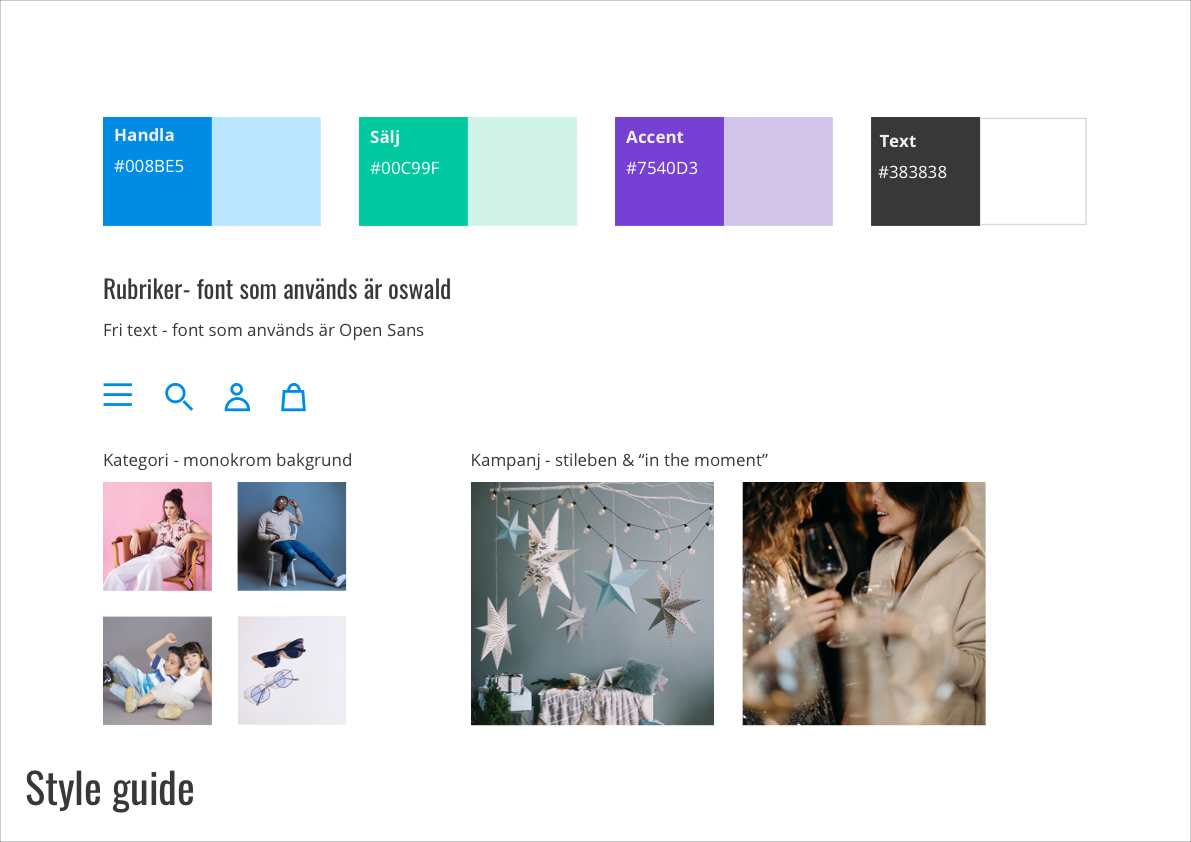 Handla
#008BE5
Sälj
#00C99F
Accent
#7540D3
Text
#383838
Rubriker- font som används är oswald
Fri text - font som används är Open Sans
Kategori - monokrom bakgrund
Kampanj - stileben & “in the moment”
Style guide